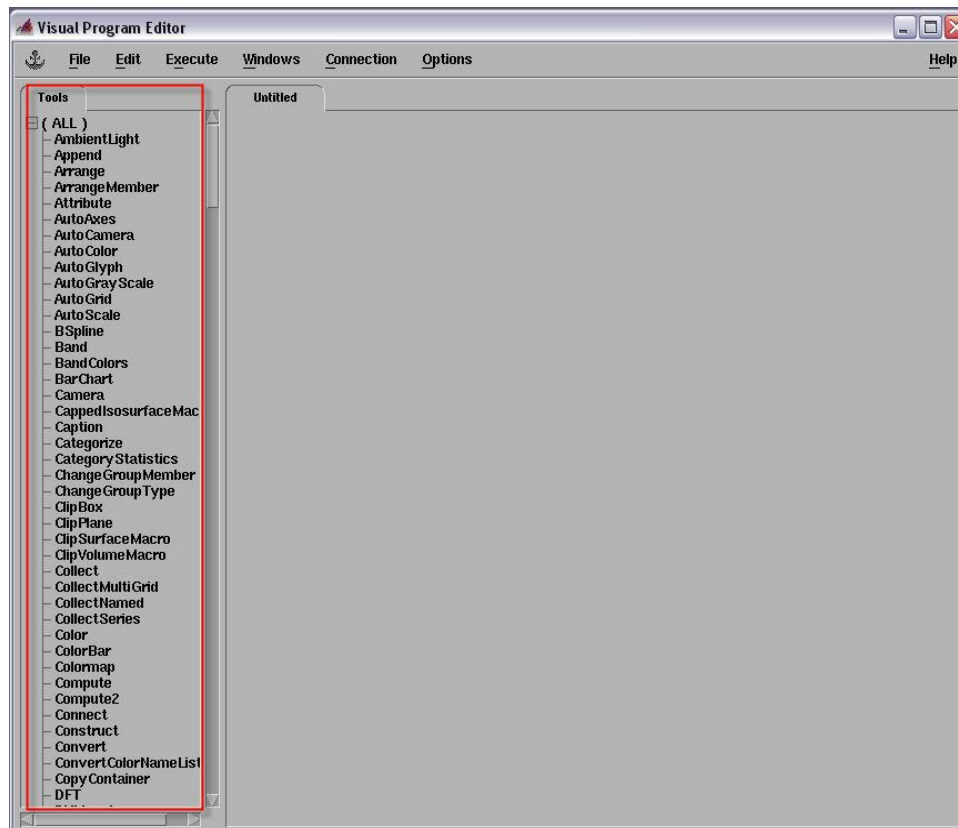 Visual Program Editor
File Edit Execute Windows Connection Options Help
Tools
Untitled
( ALL )
AmbientLight
Append
Arrange
ArrangeMember
Attribute
AutoAxes
AutoCamera
AutoColor
AutoGlyph
AutoGrayScale
AutoGrid
AutoScale
BSpline
Band
BandColors
BarChart
Camera
CappedIsosurfaceMac
Caption
Categorize
CategoryStatistics
ChangeGroupMember
ChangeGroupType
ClipBox
ClipPlane
ClipSurfaceMacro
ClipVolumeMacro
Collect
CollectMultiGrid
CollectNamed
CollectSeries
Color
ColorBar
Colormap
Compute
Compute2
Connect
Construct
Convert
ConvertColorNameList
CopyContainer
DFT